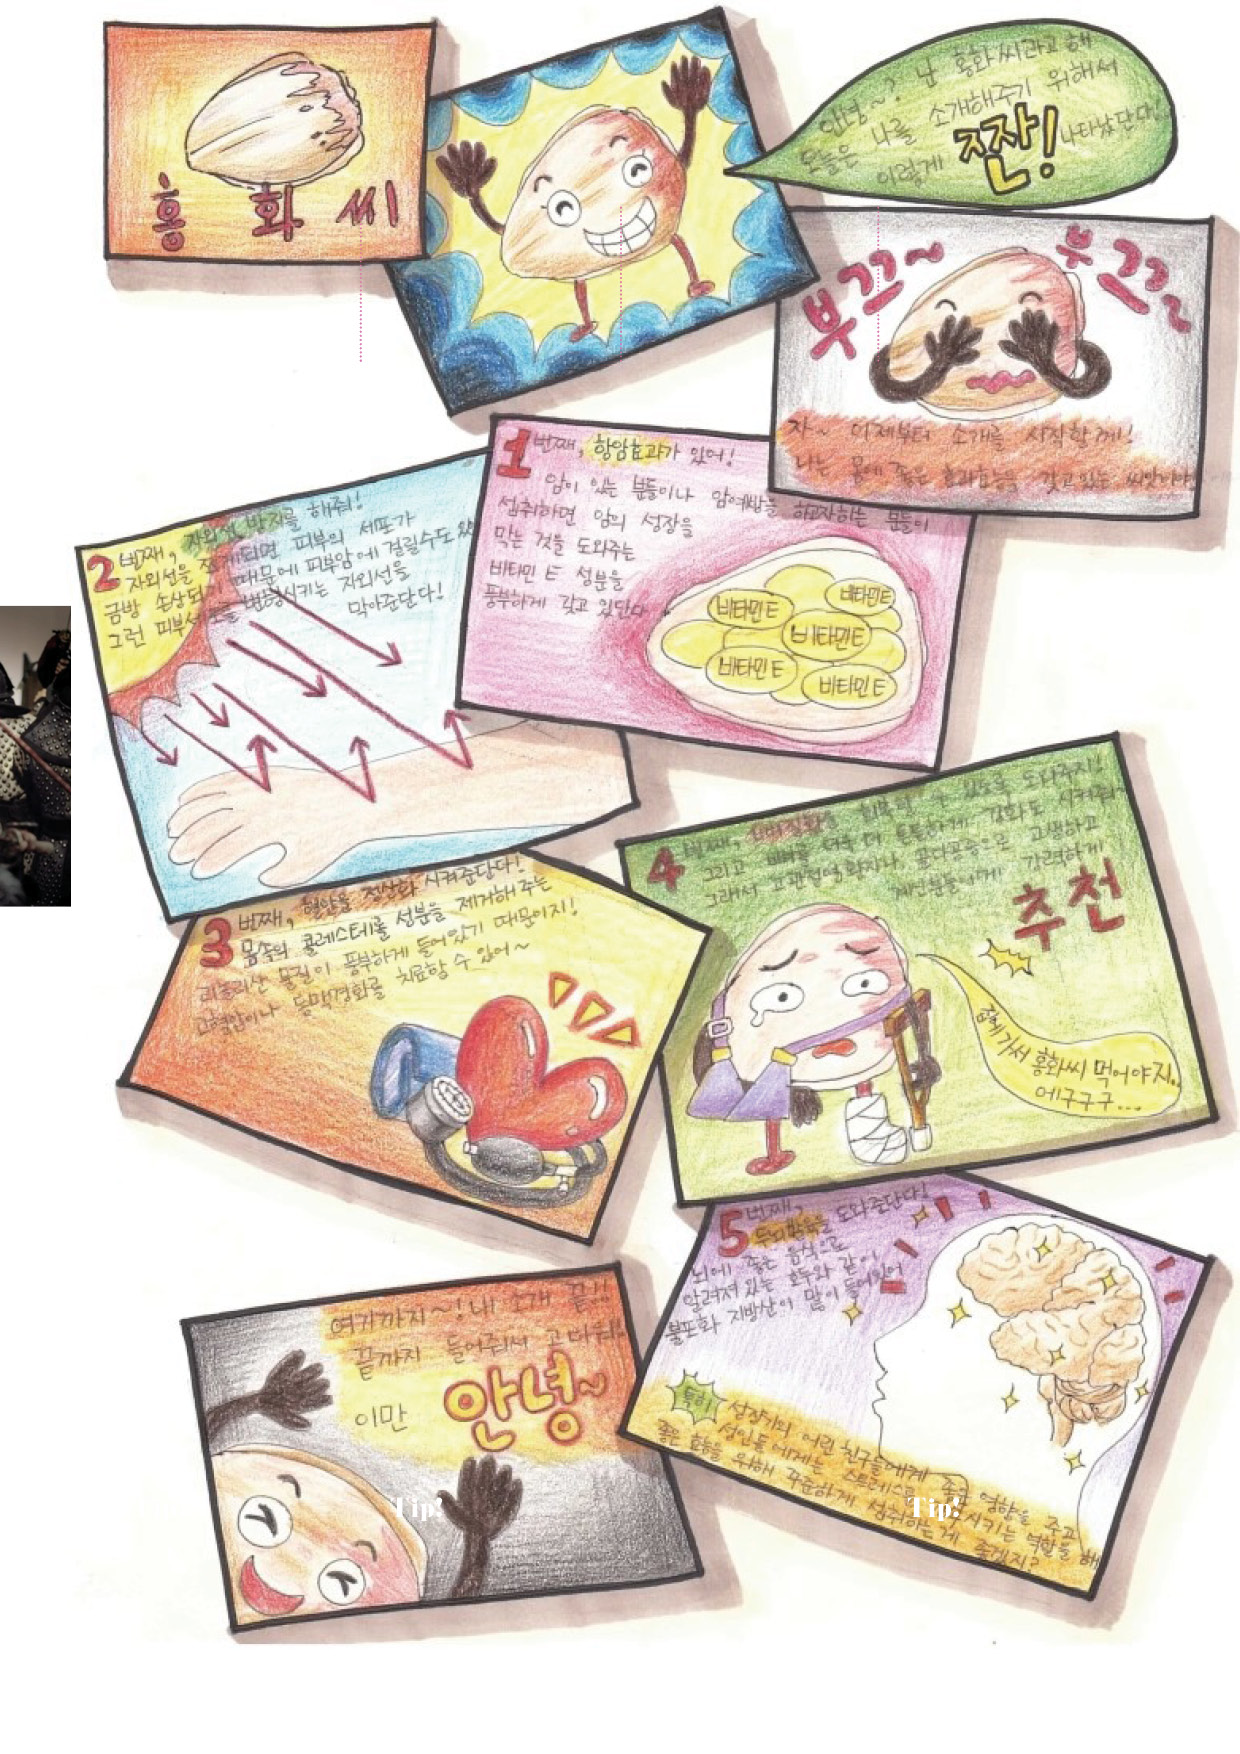 홍화씨
안녕~? 난 홍화씨라고 해
오늘은 나를 소개해주기 위해서
이렇게 짠! 나타났단다!
부끄~ 부끄~
자~ 이제부터 소개를 시작할께!
나는 몸에 좋은 효과효능을 갖고있는 씨앗이야
1번째, 항암효과가 있어!
암이 있는 분들이나 암예방을 하고자하는 분들이
섭취하면 암의 성장을
막는 것을 도와주는
비타민 E 성분을
풍부하게 갖고 있단다
비타민E
비타민E
비타민E
비타민E
비타민E
2번째, 자외선 방지를 해줘!
자외선을 쬐게되면 피부의 세포가
금방 손상되기 때문에 피부암에 걸릴수도 있
그런 피부세포를 변형시키는 자외선을
막아준단다!
3번째, 혈압을 정상화 시켜준단다!
몸속의 콜레스테롤 성분을 제거해 주는
리놀레산 물질이 풍부하게 들어있기 때문이지!
고혈압이나 동맥경화를 치료할 수 있어~
4번째, 회복할 수 있도록 도와주지!
그리고 뼈를 더욱 더 튼튼하게 강화도 시켜줘
그래서 고관절염환자나 골다공증으로 고생하고
계신분들에게 강력하게
추천
가서 홍화씨 먹어야지..
에구구구...
5번째,
두뇌발육을 도와준단다!
뇌에 좋은 음식으로
알려져 있는 호두와 같이
불포화 지방산이 많이 들어있어
특히 성장기의 어린 친구들에게 좋은 영향을 주고
성인들에게는 스트레스를 시키는 역할을 해
좋은 효능을 위해 꾸준하게 섭취하는게 좋겠지?
여기까지~! 내 소개 끝!!
끝까지 들어줘서 고마워!
이만 안녕~
Tip!
Tip!